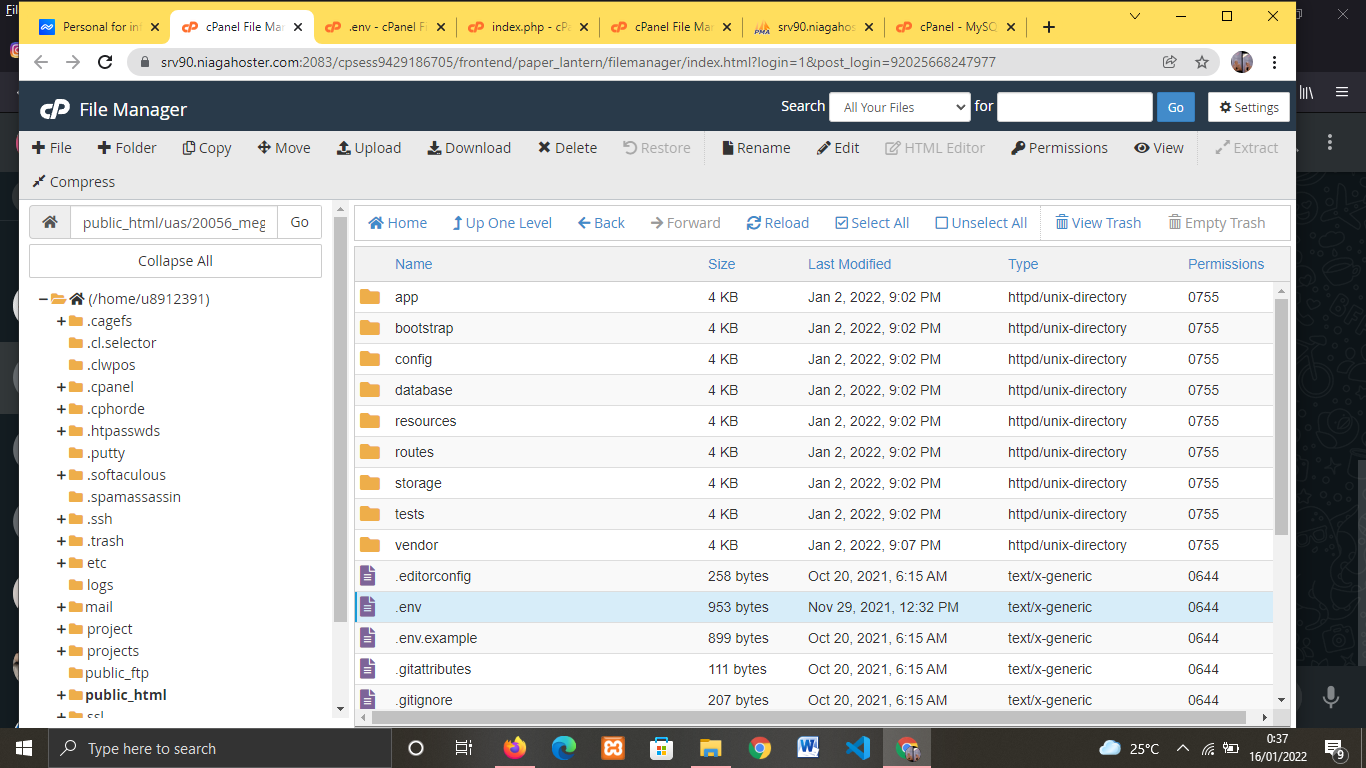 Personal for inf
cPanel File Mar
.env - cPanel Fi
index.php - cPa
cPanel File Mar
srv90.niagahos
cPanel - MySQ
srv90.niagahoster.com:2083/cpsess9429186705/frontend/paper_lantern/filemanager/index.html?login=1&post_login=92025668247977
cP File Manager
Search All Your Files for Go Settings
File Folder Copy Move Upload Download Delete Restore Rename Edit HTML Editor Permissions View Extract
Compress
public_html/uas/20056_meg Go
Collapse All
(/home/u8912391)
.cagefs
.cl.selector
.clwpos
.cpanel
.cphorde
.htpasswds
.putty
.softaculous
.spamassassin
.ssh
.trash
etc
logs
mail
project
projects
public_ftp
public_html
ssl
Home Up One Level Back Forward Reload Select All Unselect All View Trash Empty Trash
Name Size Last Modified Type Permissions
app 4 KB Jan 2, 2022, 9:02 PM httpd/unix-directory 0755
bootstrap 4 KB Jan 2, 2022, 9:02 PM httpd/unix-directory 0755
config 4 KB Jan 2, 2022, 9:02 PM httpd/unix-directory 0755
database 4 KB Jan 2, 2022, 9:02 PM httpd/unix-directory 0755
resources 4 KB Jan 2, 2022, 9:02 PM httpd/unix-directory 0755
routes 4 KB Jan 2, 2022, 9:02 PM httpd/unix-directory 0755
storage 4 KB Jan 2, 2022, 9:02 PM httpd/unix-directory 0755
tests 4 KB Jan 2, 2022, 9:02 PM httpd/unix-directory 0755
vendor 4 KB Jan 2, 2022, 9:07 PM httpd/unix-directory 0755
.editorconfig 258 bytes Oct 20, 2021, 6:15 AM text/x-generic 0644
.env 953 bytes Nov 29, 2021, 12:32 PM text/x-generic 0644
.env.example 899 bytes Oct 20, 2021, 6:15 AM text/x-generic 0644
.gitattributes 111 bytes Oct 20, 2021, 6:15 AM text/x-generic 0644
.gitignore 207 bytes Oct 20, 2021, 6:15 AM text/x-generic 0644
Type here to search
25°C
0:37
16/01/2022
9